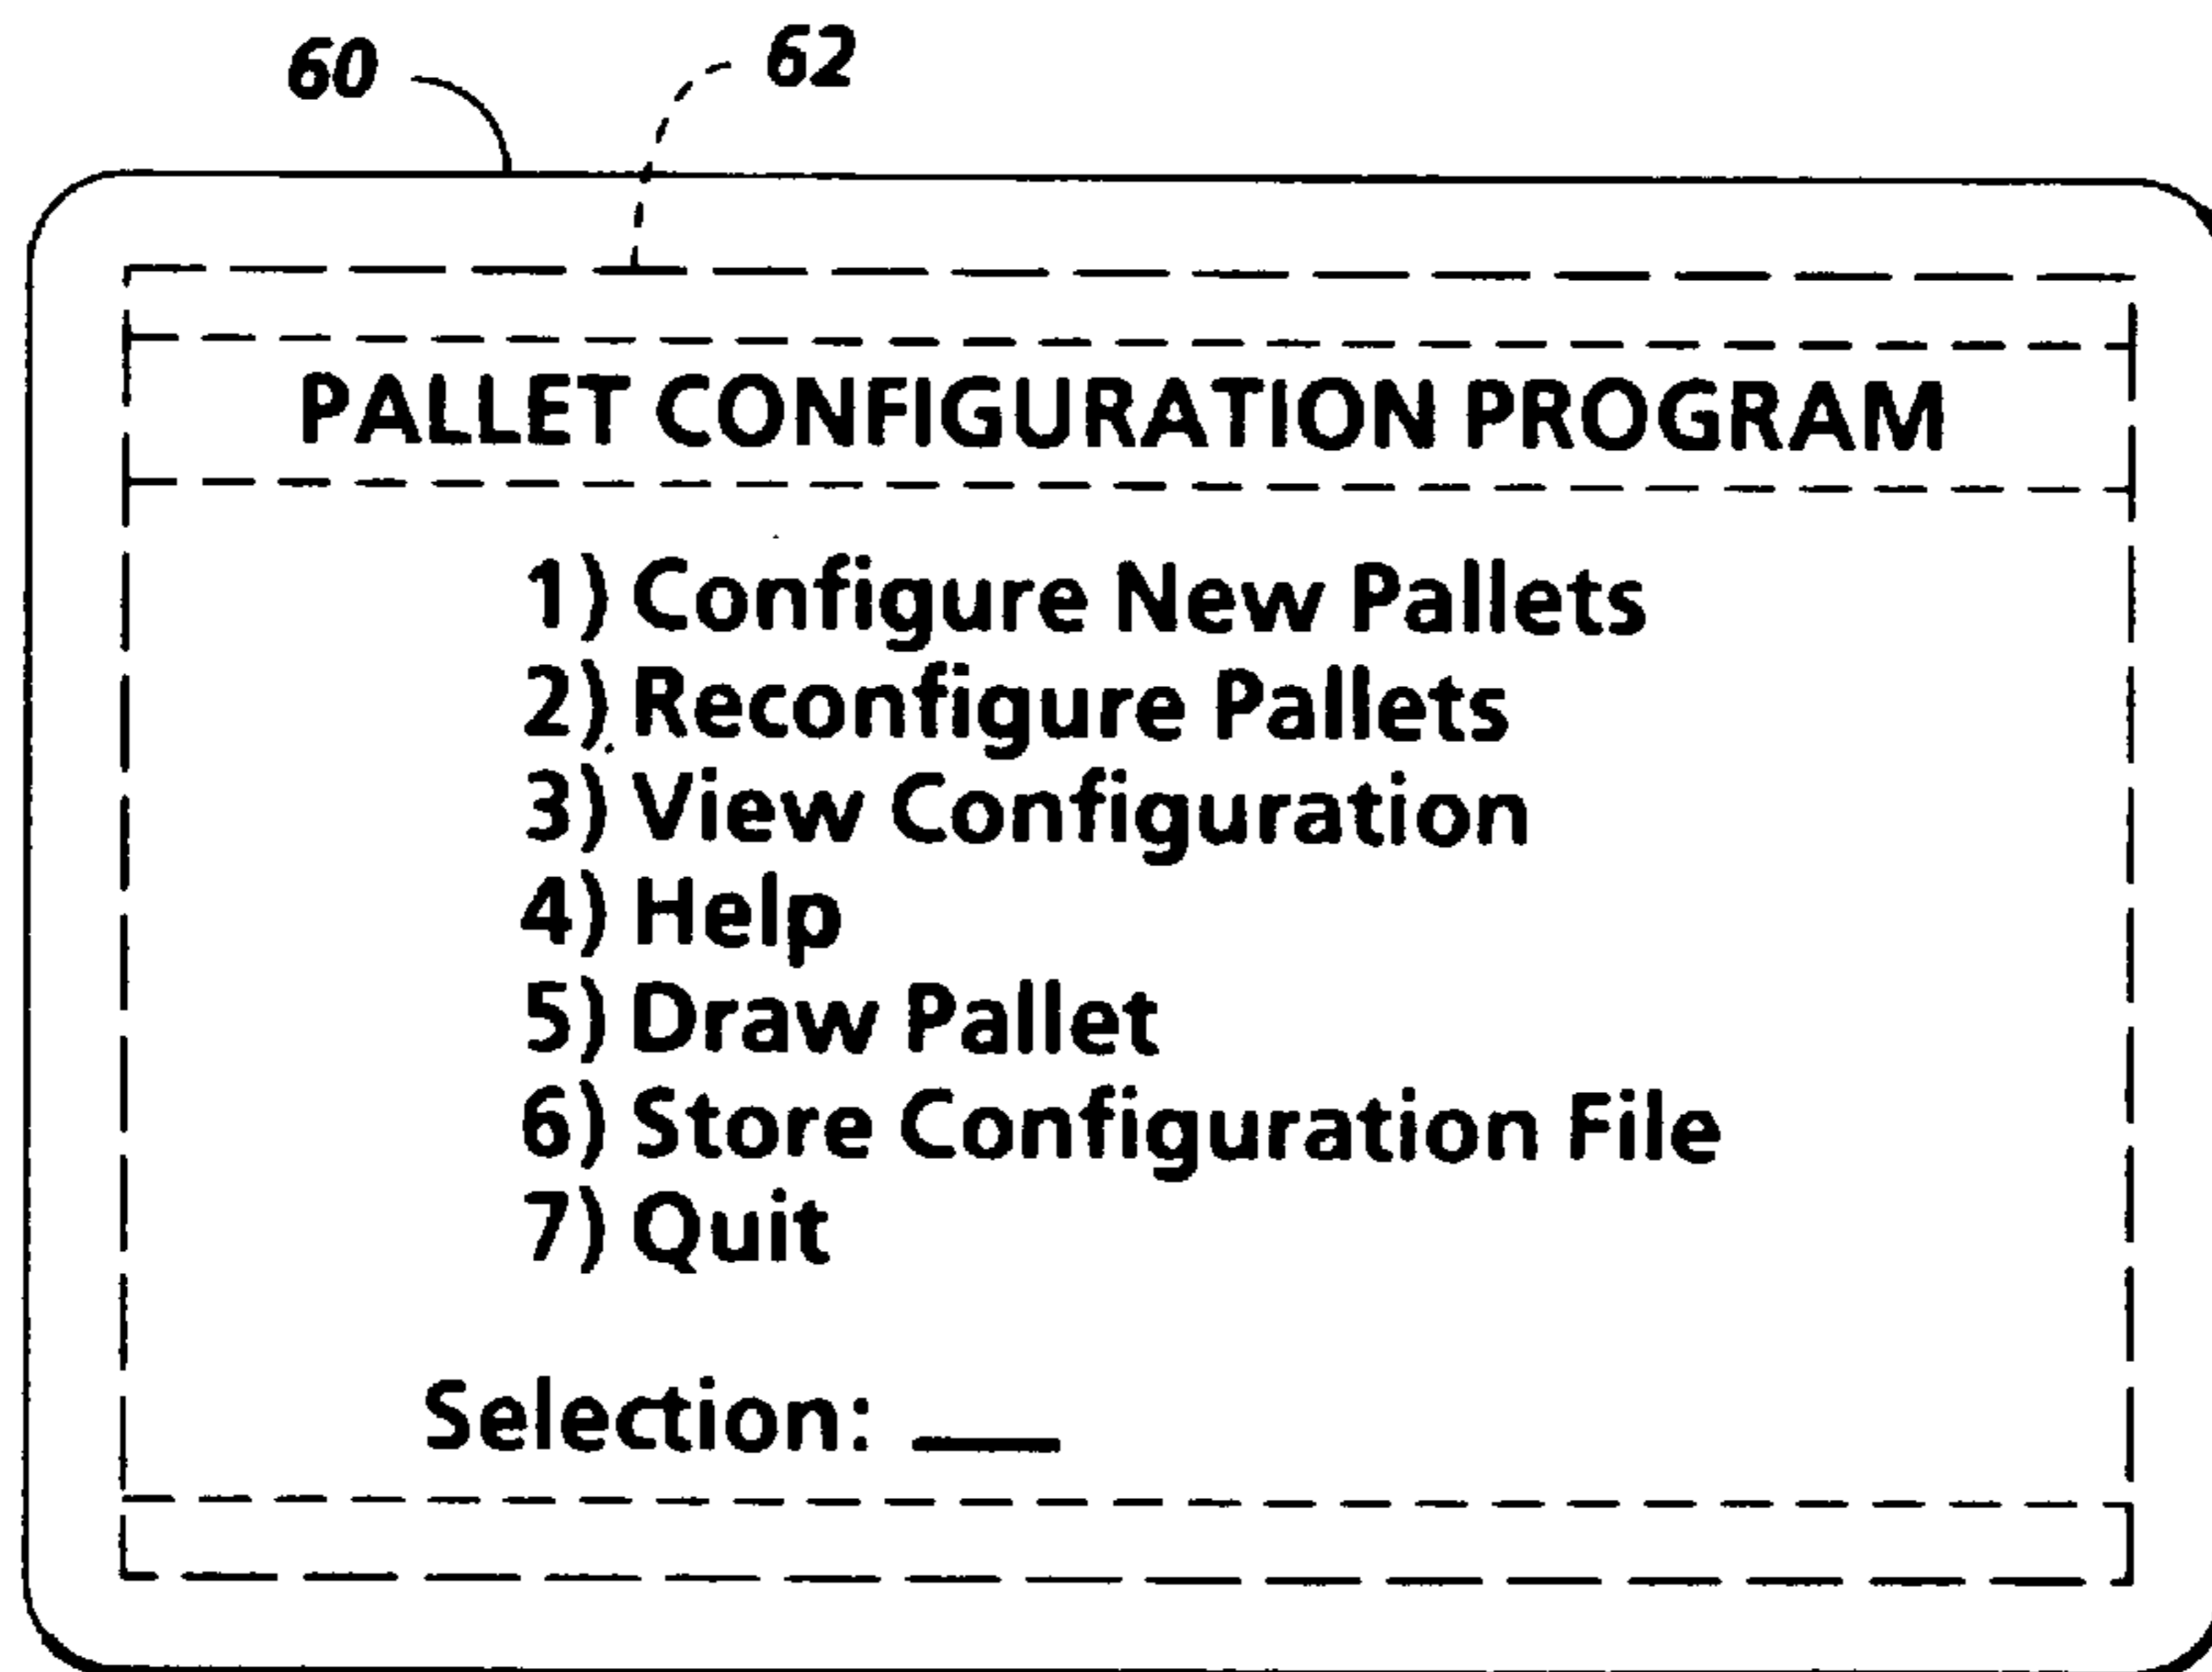 60 62
PALLET CONFIGURATION PROGRAM
1) Configure New Pallets
2) Reconfigure Pallets
3) View Configuration
4) Help
5) Draw Pallet
6) Store Configuration File
7) Quit
Selection: ____